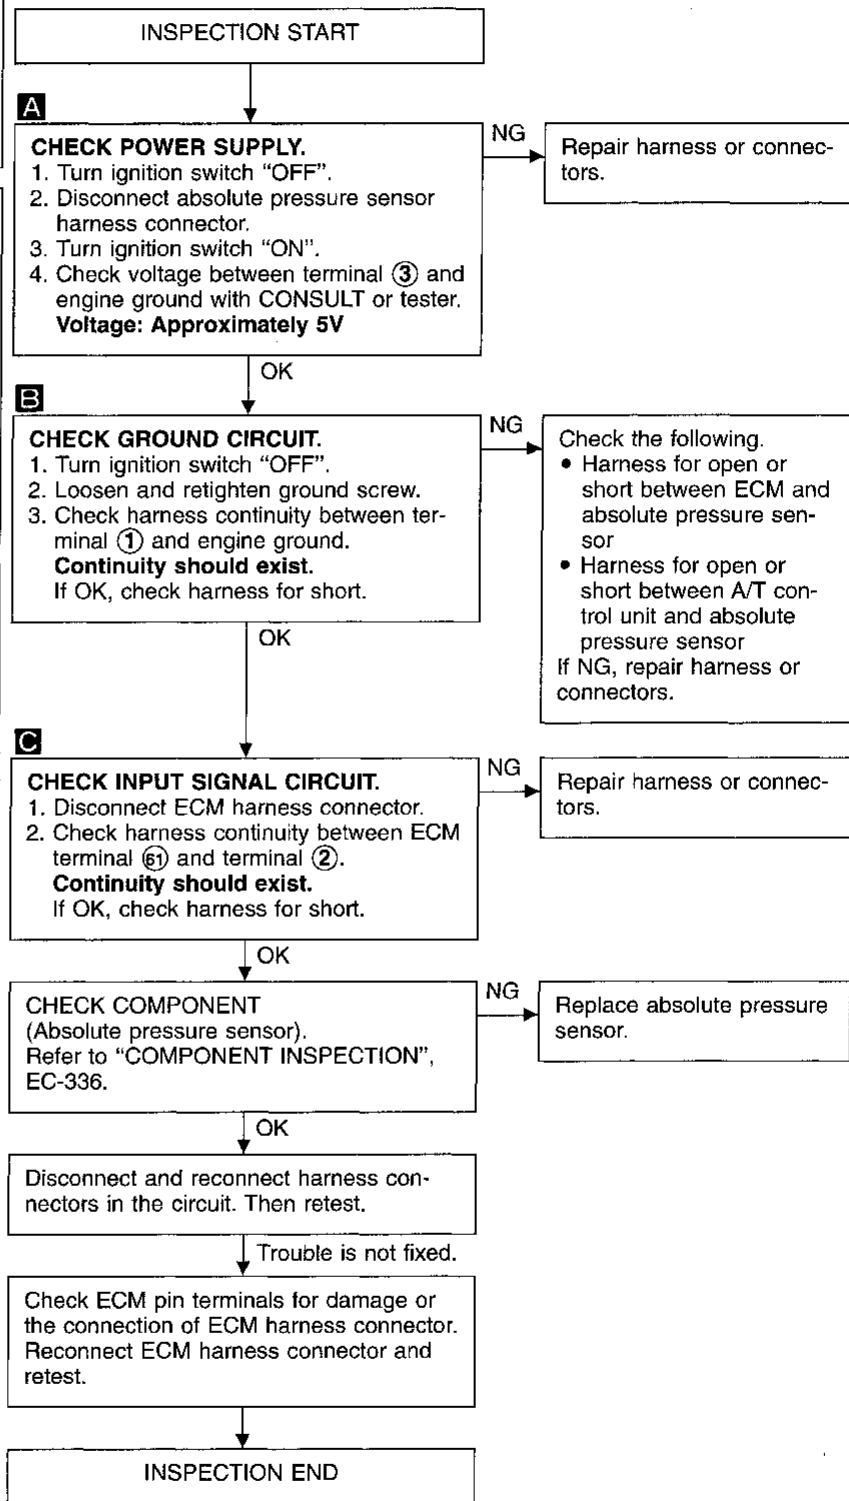 INSPECTION START
A
CHECK POWER SUPPLY.
1. Turn ignition switch “OFF”.
2. Disconnect absolute pressure sensor
harness connector.
3. Turn ignition switch “ON”.
4. Check voltage between terminal ③ and
engine ground with CONSULT or tester.
Voltage: Approximately 5V
NG
Repair harness or connec-
tors.
OK
B
CHECK GROUND CIRCUIT.
1. Turn ignition switch “OFF”.
2. Loosen and retighten ground screw.
3. Check harness continuity between ter-
minal ① and engine ground.
Continuity should exist.
If OK, check harness for short.
NG
Check the following.
• Harness for open or
short between ECM and
absolute pressure sen-
sor
• Harness for open or
short between A/T con-
trol unit and absolute
pressure sensor
If NG, repair harness or
connectors.
OK
C
CHECK INPUT SIGNAL CIRCUIT.
1. Disconnect ECM harness connector.
2. Check harness continuity between ECM
terminal (61) and terminal ②.
Continuity should exist.
If OK, check harness for short.
NG
Repair harness or connec-
tors.
OK
CHECK COMPONENT
(Absolute pressure sensor).
Refer to “COMPONENT INSPECTION”,
EC-336.
NG
Replace absolute pressure
sensor.
OK
Disconnect and reconnect harness con-
nectors in the circuit. Then retest.
Trouble is not fixed.
Check ECM pin terminals for damage or
the connection of ECM harness connector.
Reconnect ECM harness connector and
retest.
INSPECTION END